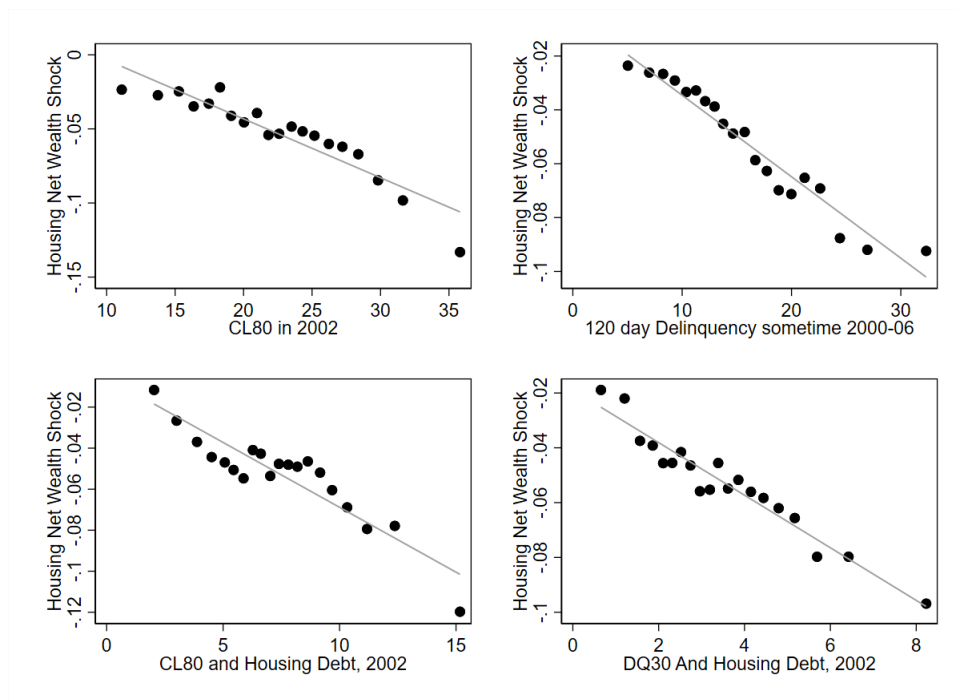 Housing Net Wealth Shock
0
-.05
-.1
-.15
10 15 20 25 30 35
CL80 in 2002
Housing Net Wealth Shock
-.02
-.04
-.06
-.08
-.1
0 10 20 30
120 day Delinquency sometime 2000-06
Housing Net Wealth Shock
-.02
-.04
-.06
-.08
-.1
-.12
0 5 10 15
CL80 and Housing Debt, 2002
Housing Net Wealth Shock
-.02
-.04
-.06
-.08
-.1
0 2 4 6 8
DQ30 And Housing Debt, 2002